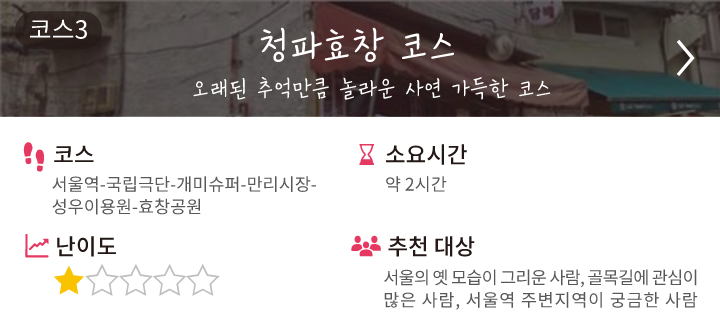 코스3
청파효창 코스
오래된 추억만큼 놀라운 사연 가득한 코스
코스
서울역-국립극단-개미슈퍼-만리시장-
성우이용원-효창공원
소요시간
약 2시간
난이도
추천 대상
서울의 옛 모습이 그리운 사람, 골목길에 관심이
많은 사람, 서울역 주변지역이 궁금한 사람